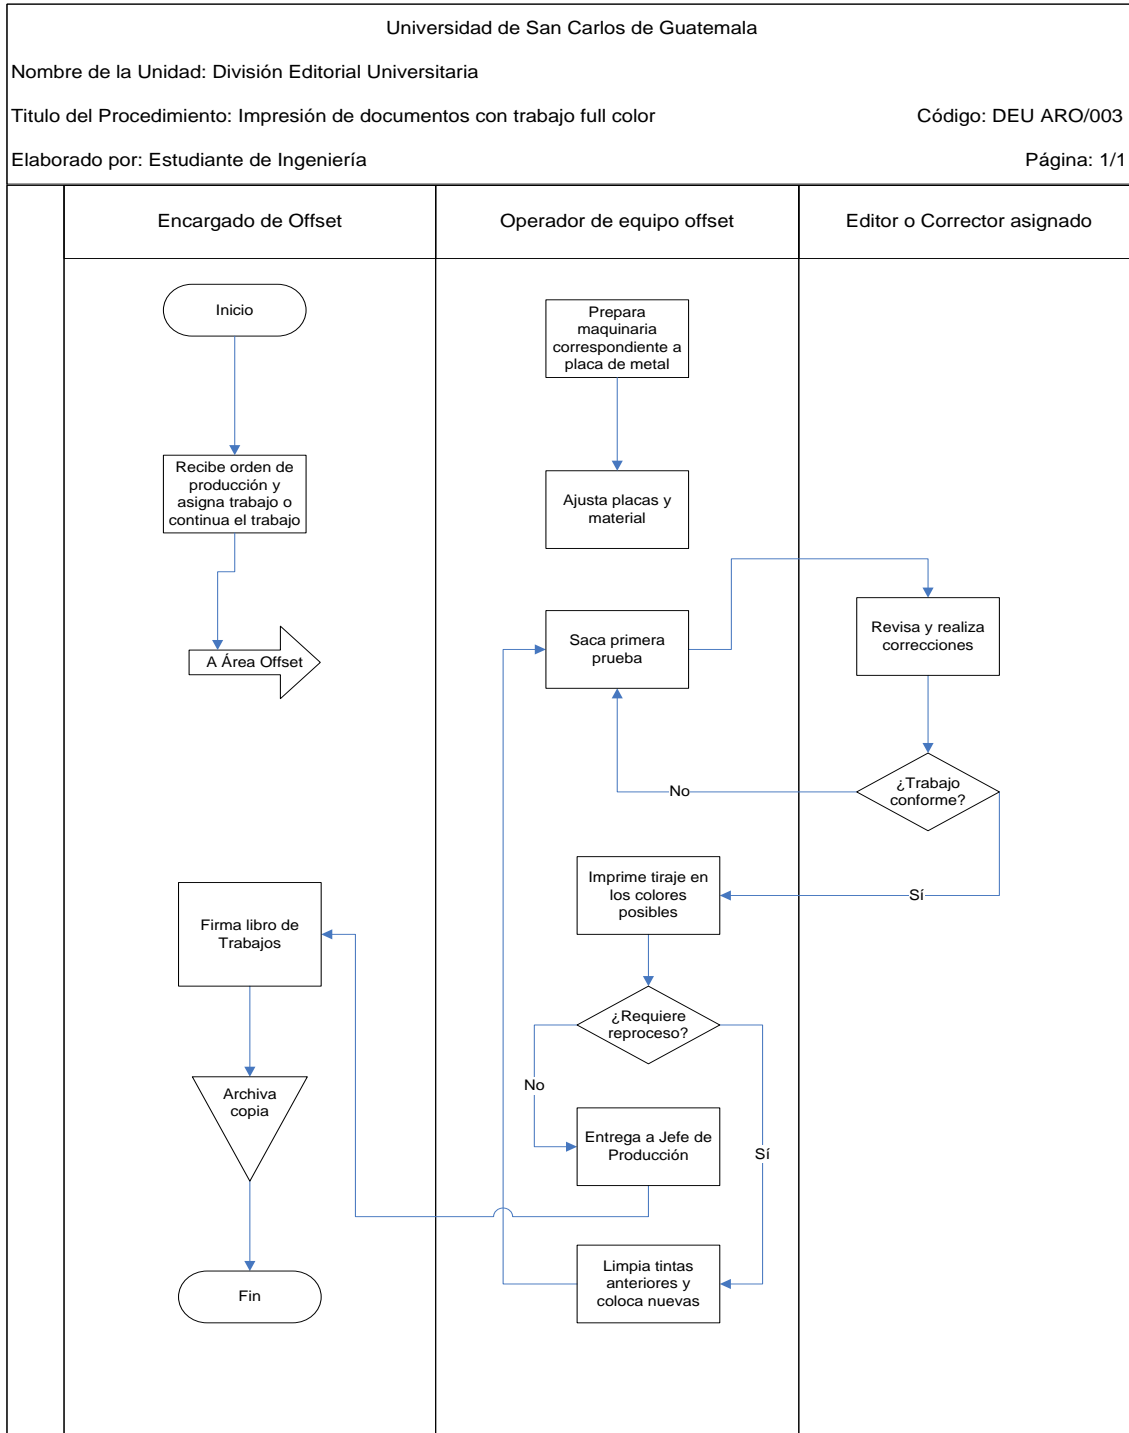 Universidad de San Carlos de Guatemala
Nombre de la Unidad: División Editorial Universitaria
Titulo del Procedimiento: Impresión de documentos con trabajo full color
Código: DEU ARO/003
Elaborado por: Estudiante de Ingeniería
Página: 1/1
Encargado de Offset
Operador de equipo offset
Editor o Corrector asignado
Inicio
Prepara
maquinaria
correspondiente a
placa de metal
Recibe orden de
producción y
asigna trabajo o
continua el trabajo
Ajusta placas y
material
A Área Offset
Saca primera
prueba
Revisa y realiza
correcciones
¿Trabajo
conforme?
No
Sí
Imprime tiraje en
los colores
posibles
Firma libro de
Trabajos
¿Requiere
reproceso?
No
Sí
Archiva
copia
Entrega a Jefe de
Producción
Limpia tintas
anteriores y
coloca nuevas
Fin